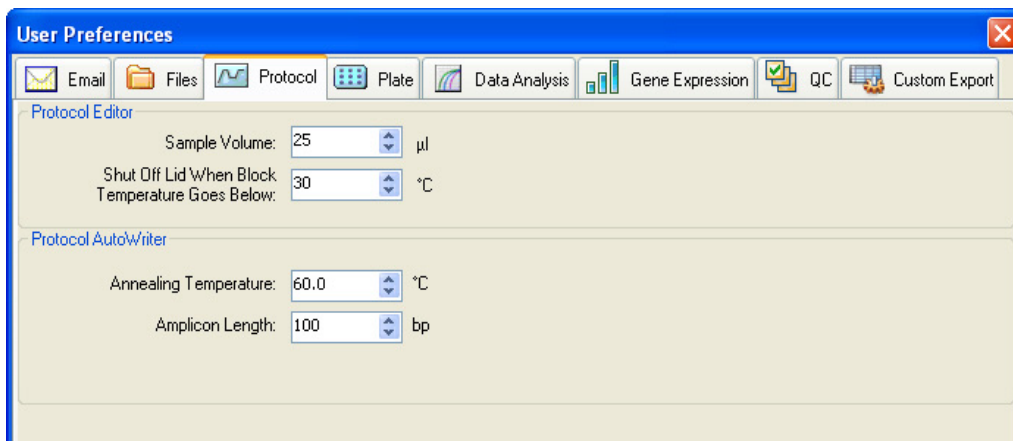 User Preferences
Email Files Protocol Plate Data Analysis Gene Expression QC Custom Export
Protocol Editor
Sample Volume: 25 µl
Shut Off Lid When Block
Temperature Goes Below: 30 °C
Protocol AutoWriter
Annealing Temperature: 60.0 °C
Amplicon Length: 100 bp